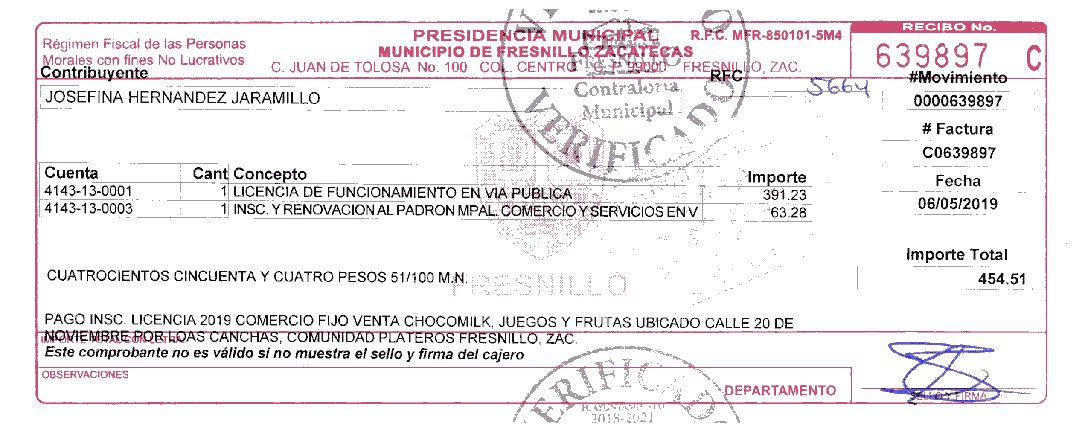 PRESIDENCIA MUNICIPAL R.F.C. MFR-850101-5M4
MUNICIPIO DE FRESNILLO ZACATECAS
C. JUAN DE TOLOSA No. 100 COL. CENTRO C.P. 99000 FRESNILLO, ZAC.
Régimen Fiscal de las Personas
Morales con fines No Lucrativos
RECIBO No.
639897 C
Contribuyente
RFC
5664
JOSEFINA HERNANDEZ JARAMILLO
#Movimiento
0000639897
# Factura
C0639897
Fecha
06/05/2019
Contraloría
Municipal
VERIFICADO
Cuenta Cant Concepto Importe
4143-13-0001 1 LICENCIA DE FUNCIONAMIENTO EN VIA PUBLICA 391.23
4143-13-0003 1 INSC. Y RENOVACION AL PADRON MPAL. COMERCIO Y SERVICIOS EN V 63.28
Importe Total
454.51
CUATROCIENTOS CINCUENTA Y CUATRO PESOS 51/100 M.N.
FRESNILLO
PAGO INSC. LICENCIA 2019 COMERCIO FIJO VENTA CHOCOMILK, JUEGOS Y FRUTAS UBICADO CALLE 20 DE
NOVIEMBRE POR LOAS CANCHAS, COMUNIDAD PLATEROS FRESNILLO, ZAC.
Este comprobante no es válido si no muestra el sello y firma del cajero
OBSERVACIONES
DEPARTAMENTO
SELLO Y FIRMA
VERIFICADO
2018-2021